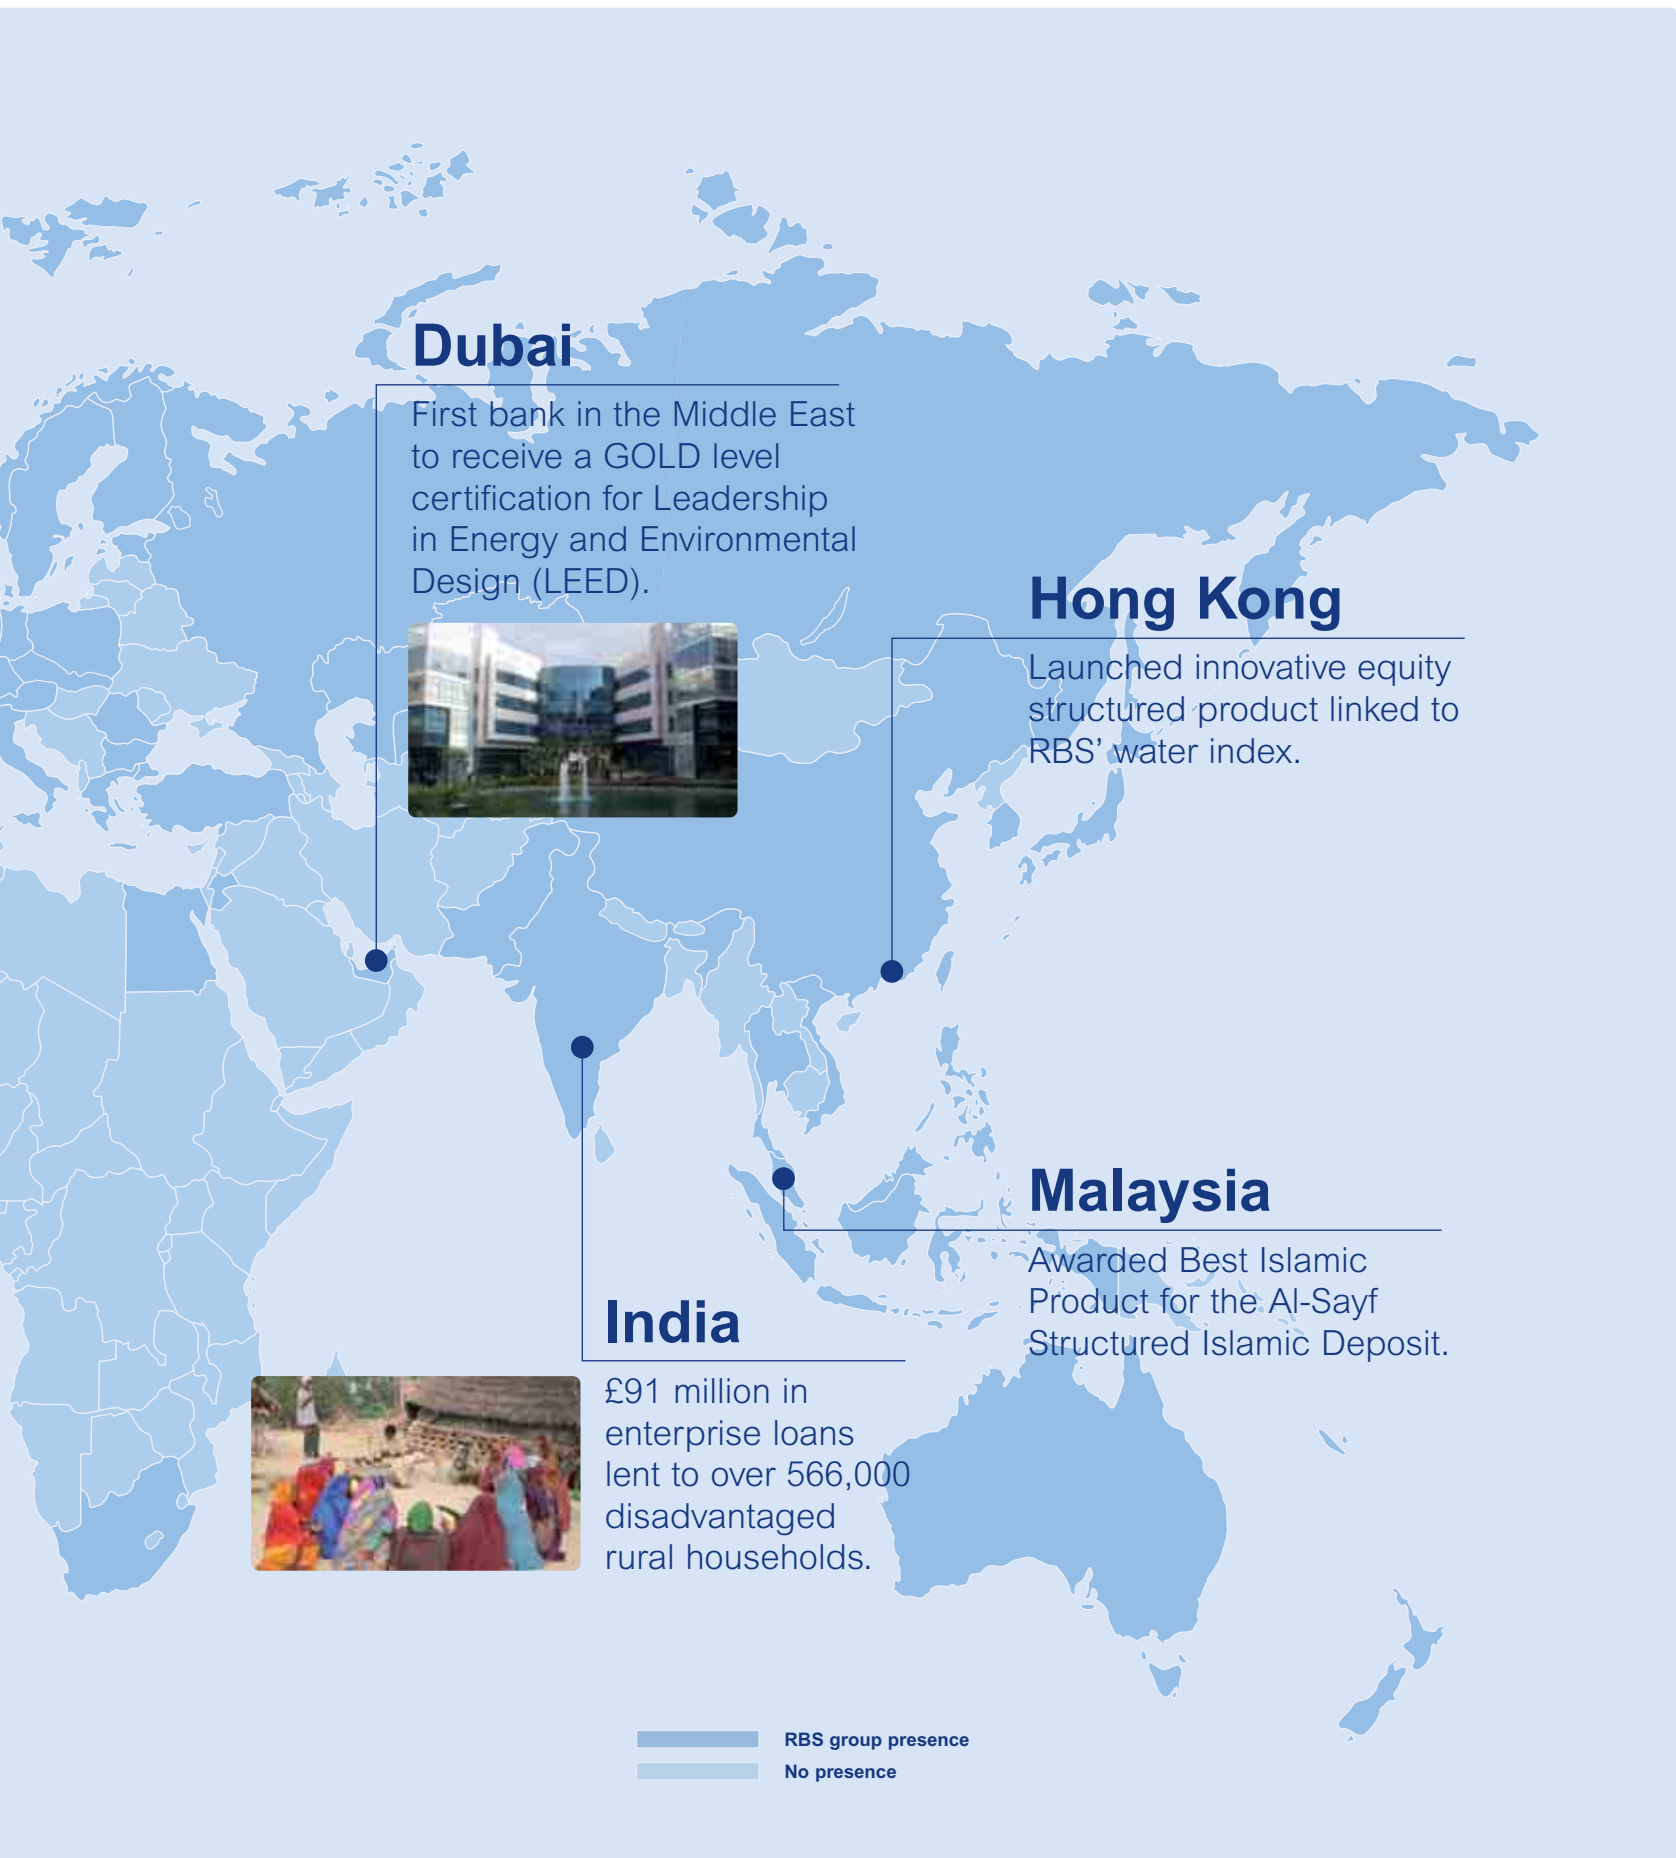 Dubai
First bank in the Middle East
to receive a GOLD level
certification for Leadership
in Energy and Environmental
Design (LEED).
Hong Kong
Launched innovative equity
structured product linked to
RBS’ water index.
Malaysia
Awarded Best Islamic
Product for the Al-Sayf
Structured Islamic Deposit.
India
£91 million in
enterprise loans
lent to over 566,000
disadvantaged
rural households.
RBS group presence
No presence